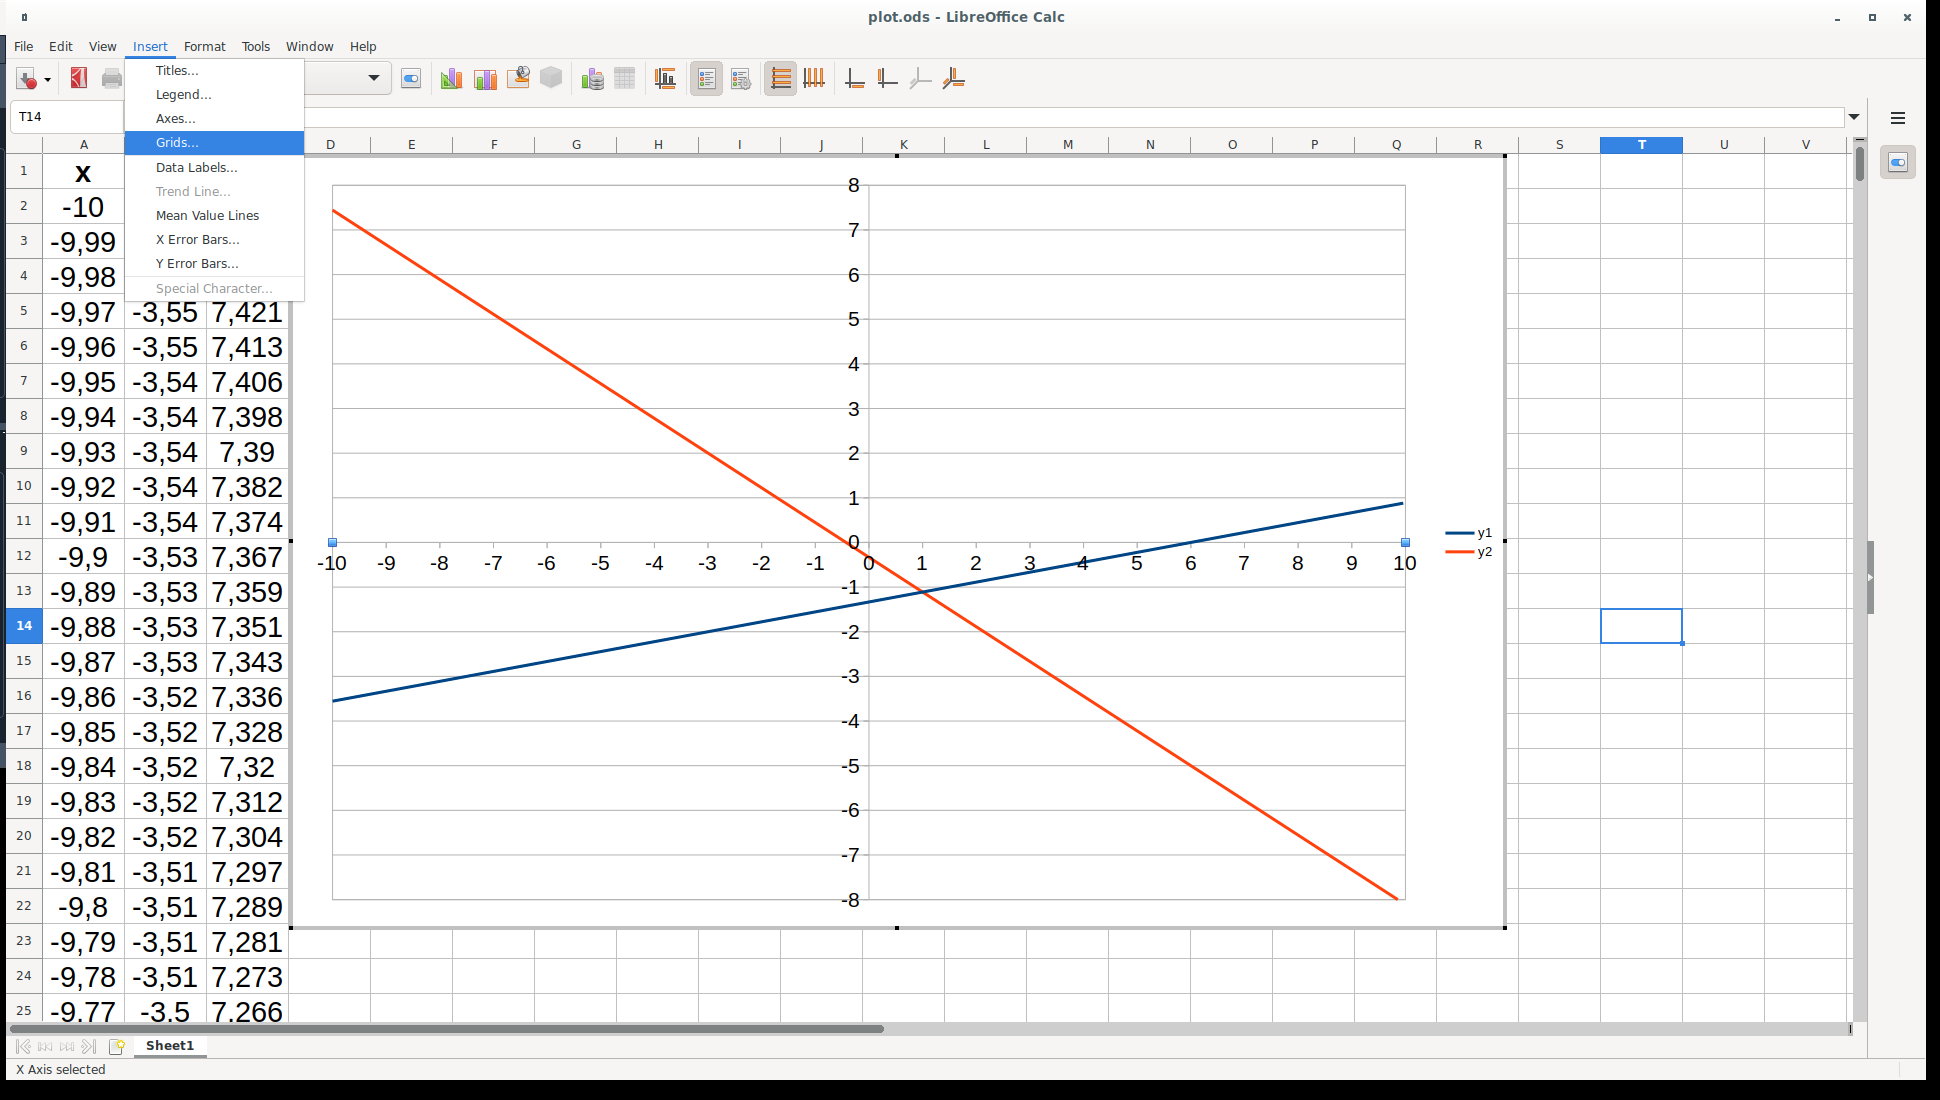 plot.ods - LibreOffice Calc
File Edit View Insert Format Tools Window Help
Titles...
Legend...
Axes...
Grids...
Data Labels...
Trend Line...
Mean Value Lines
X Error Bars...
Y Error Bars...
Special Character...
T14
A D E F G H I J K L M N O P Q R S T U V
1 x
2 -10
3 -9,99
4 -9,98
5 -9,97 -3,55 7,421
6 -9,96 -3,55 7,413
7 -9,95 -3,54 7,406
8 -9,94 -3,54 7,398
9 -9,93 -3,54 7,39
10 -9,92 -3,54 7,382
11 -9,91 -3,54 7,374
12 -9,9 -3,53 7,367
13 -9,89 -3,53 7,359
14 -9,88 -3,53 7,351
15 -9,87 -3,53 7,343
16 -9,86 -3,52 7,336
17 -9,85 -3,52 7,328
18 -9,84 -3,52 7,32
19 -9,83 -3,52 7,312
20 -9,82 -3,52 7,304
21 -9,81 -3,51 7,297
22 -9,8 -3,51 7,289
23 -9,79 -3,51 7,281
24 -9,78 -3,51 7,273
25 -9,77 -3,5 7,266
8
7
6
5
4
3
2
1
0
-10 -9 -8 -7 -6 -5 -4 -3 -2 -1 0 1 2 3 4 5 6 7 8 9 10
-1
-2
-3
-4
-5
-6
-7
-8
y1
y2
Sheet1
X Axis selected